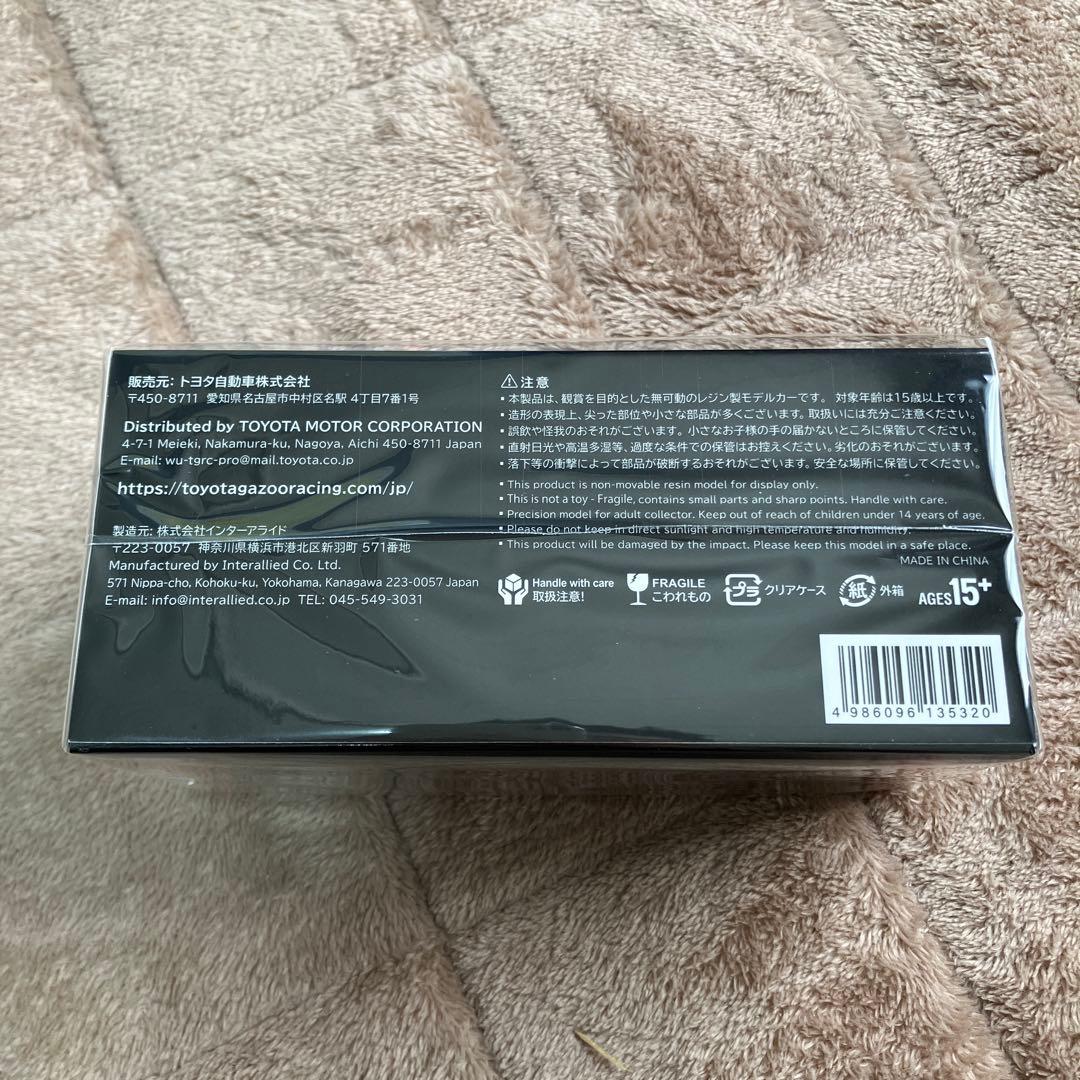 販売元: トヨタ自動車株式会社
〒450-8711 愛知県名古屋市中村区名駅 4丁目7番1号
Distributed by TOYOTA MOTOR CORPORATION
4-7-1 Meieki, Nakamura-ku, Nagoya, Aichi 450-8711 Japan
E-mail: wu-tgrc-pro@mail.toyota.co.jp
https://toyotagazooracing.com/jp/
製造元: 株式会社インターアライド
〒223-0057 神奈川県横浜市港北区新羽町 571番地
Manufactured by Interallied Co. Ltd.
571 Nippa-cho, Kohoku-ku, Yokohama, Kanagawa 223-0057 Japan
E-mail: info@interallied.co.jp TEL: 045-549-3031
⚠注意
・本製品は、観賞を目的とした無可動のレジン製モデルカーです。 対象年齢は15歳以上です。
・造形の表現上、尖った部位や小さな部品が多くございます。取扱いには充分ご注意ください。
・誤飲や怪我のおそれがございます。小さなお子様の手の届かないところに保管してください。
・直射日光や高温多湿等、過度な条件での保管はお控えください。劣化のおそれがございます。
・落下等の衝撃によって部品が破断するおそれがございます。安全な場所に保管してください。
• This product is non-movable resin model for display only.
• This is not a toy - Fragile, contains small parts and sharp points. Handle with care.
• Precision model for adult collector. Keep out of reach of children under 14 years of age.
• Please do not keep in direct sunlight and high temperature and humidity.
• This product will be damaged by the impact. Please keep this model in a safe place.
MADE IN CHINA
Handle with care
取扱注意!
FRAGILE
こわれもの
プラ クリアケース
紙 外箱
AGES15+
4 986096 135320